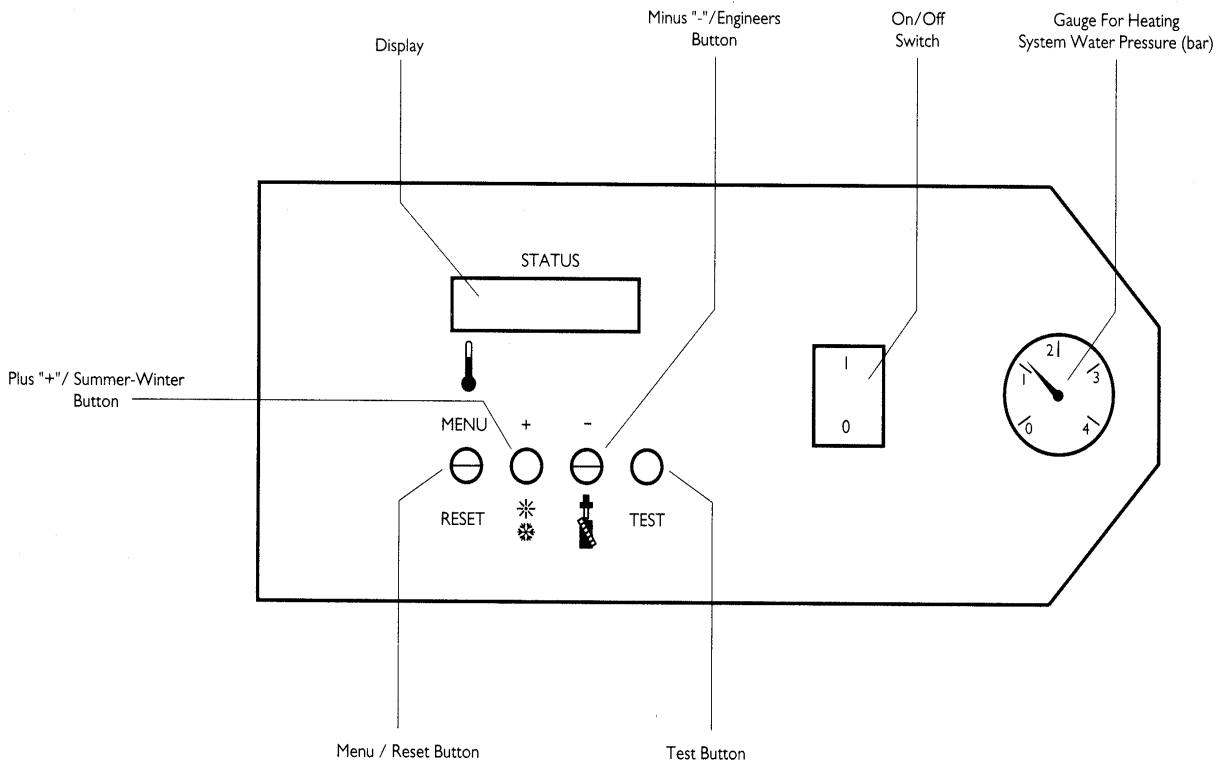 Minus "-"/Engineers
Button
On/Off
Switch
Gauge For Heating
System Water Pressure (bar)
Display
STATUS
Plus "+"/ Summer-Winter
Button
MENU + -
RESET
TEST
I
0
0
1
2
3
4
Menu / Reset Button
Test Button